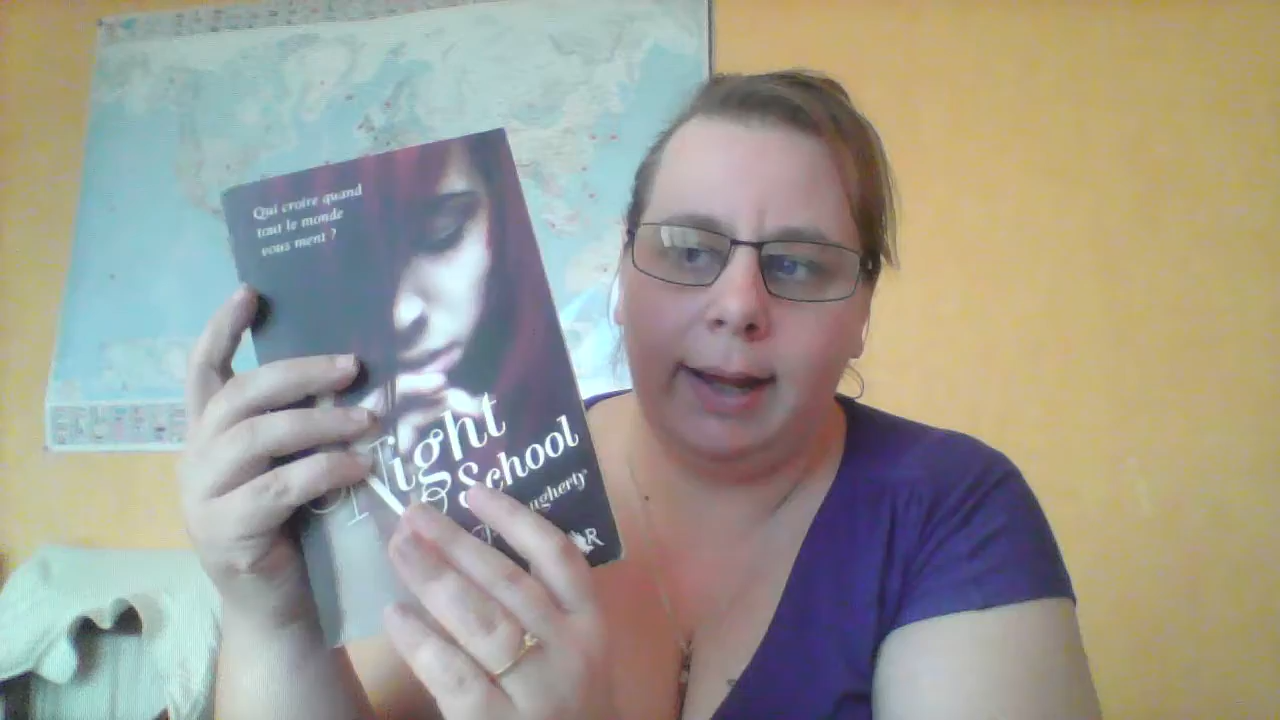 Qui croire quand
tout le monde
vous ment ?
Night
School
R